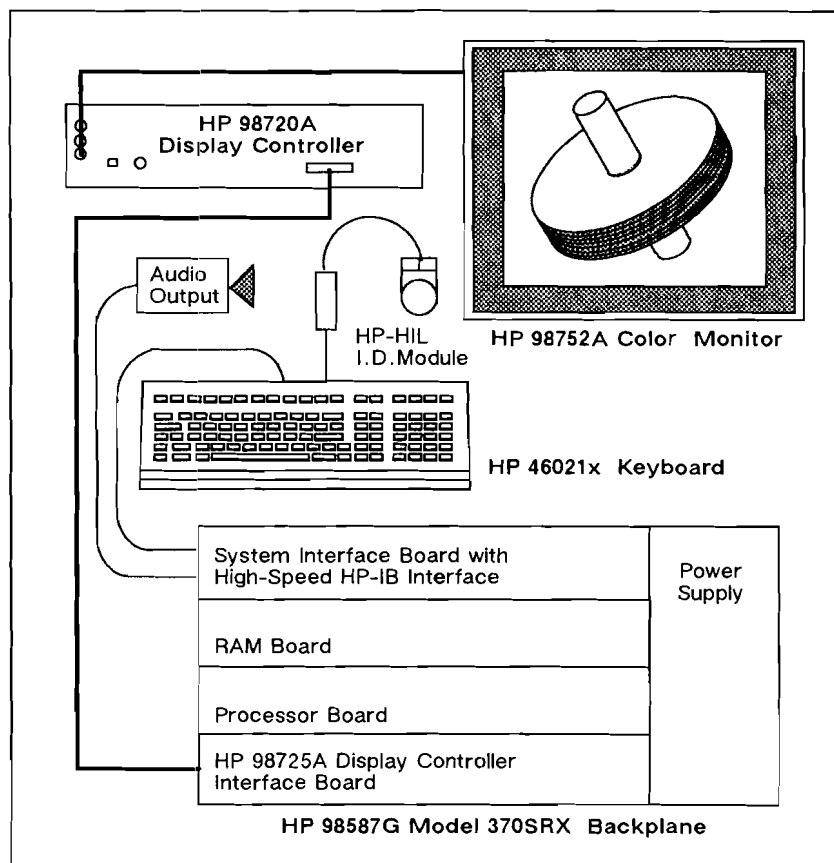 HP 98720A
Display Controller
Audio
Output
HP-HIL
I.D.Module
HP 98752A Color Monitor
HP 46021x Keyboard
System Interface Board with
High-Speed HP-IB Interface
Power
Supply
RAM Board
Processor Board
HP 98725A Display Controller
Interface Board
HP 98587G Model 370SRX Backplane